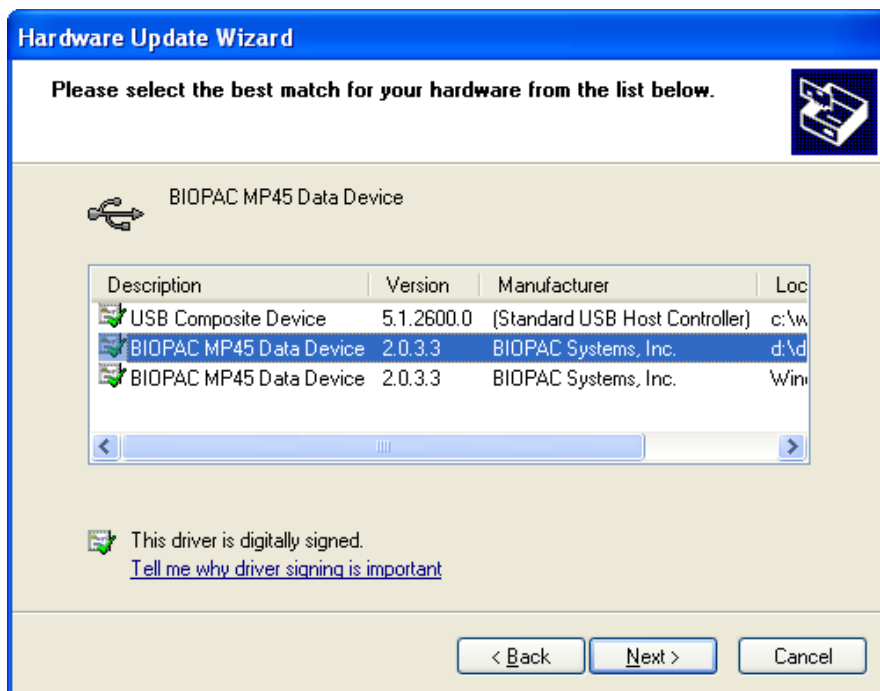 Hardware Update Wizard
Please select the best match for your hardware from the list below.
BIOPAC MP45 Data Device
Description Version Manufacturer Loc
USB Composite Device 5.1.2600.0 (Standard USB Host Controller) c:\w
BIOPAC MP45 Data Device 2.0.3.3 BIOPAC Systems, Inc. d:\d
BIOPAC MP45 Data Device 2.0.3.3 BIOPAC Systems, Inc. Win
This driver is digitally signed.
Tell me why driver signing is important
< Back Next > Cancel